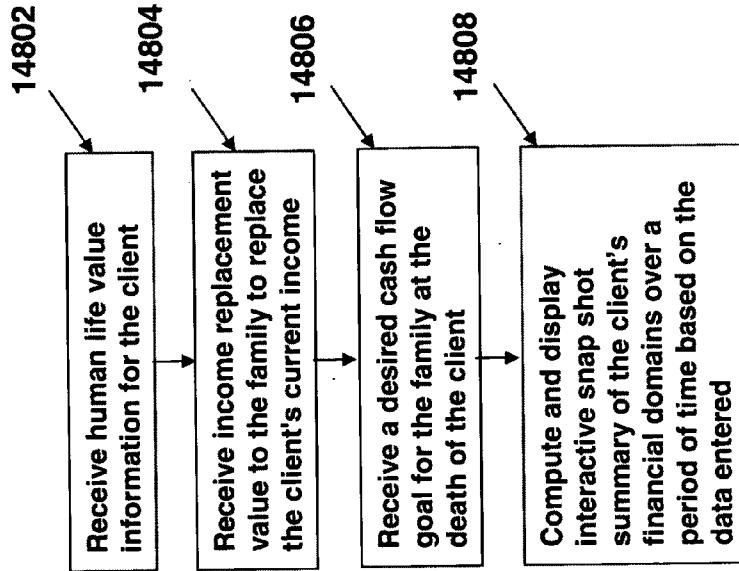 14802
Receive human life value
information for the client
14804
Receive income replacement
value to the family to replace
the client's current income
14806
Receive a desired cash flow
goal for the family at the
death of the client
14808
Compute and display
interactive snap shot
summary of the client's
financial domains over a
period of time based on the
data entered